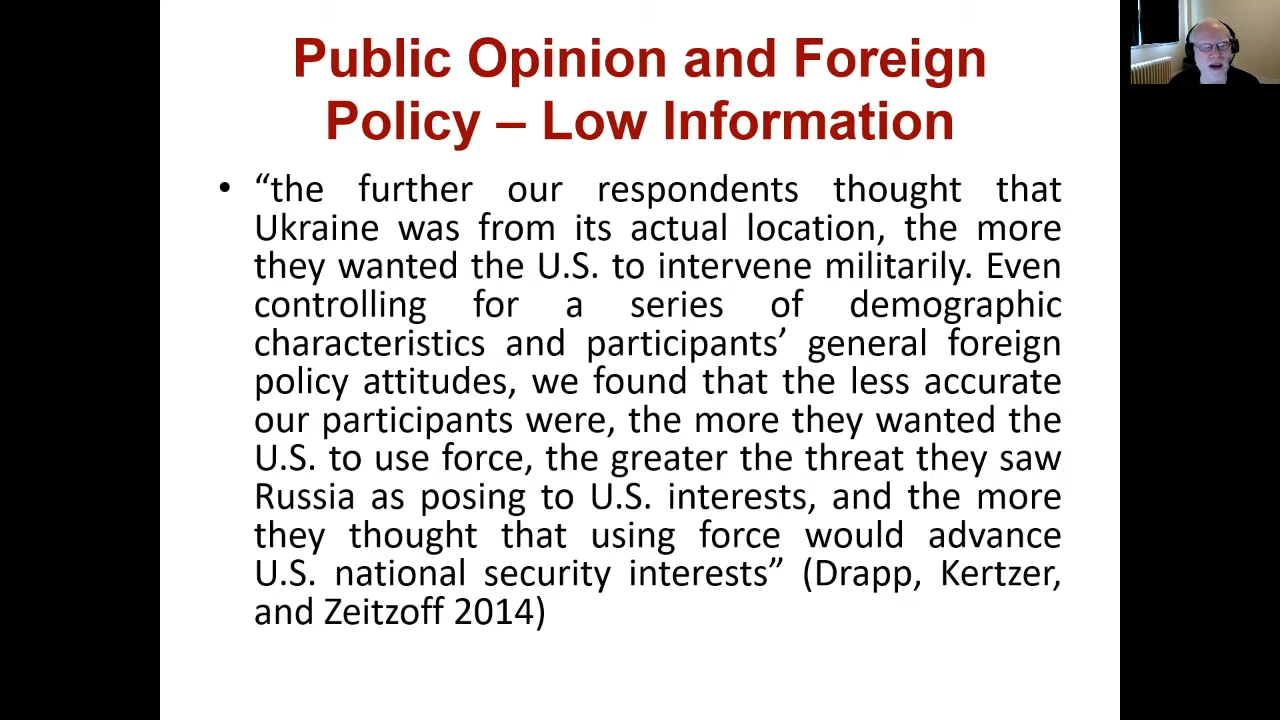 Public Opinion and Foreign
Policy – Low Information
• “the further our respondents thought that
Ukraine was from its actual location, the more
they wanted the U.S. to intervene militarily. Even
controlling for a series of demographic
characteristics and participants’ general foreign
policy attitudes, we found that the less accurate
our participants were, the more they wanted the
U.S. to use force, the greater the threat they saw
Russia as posing to U.S. interests, and the more
they thought that using force would advance
U.S. national security interests” (Drapp, Kertzer,
and Zeitzoff 2014)